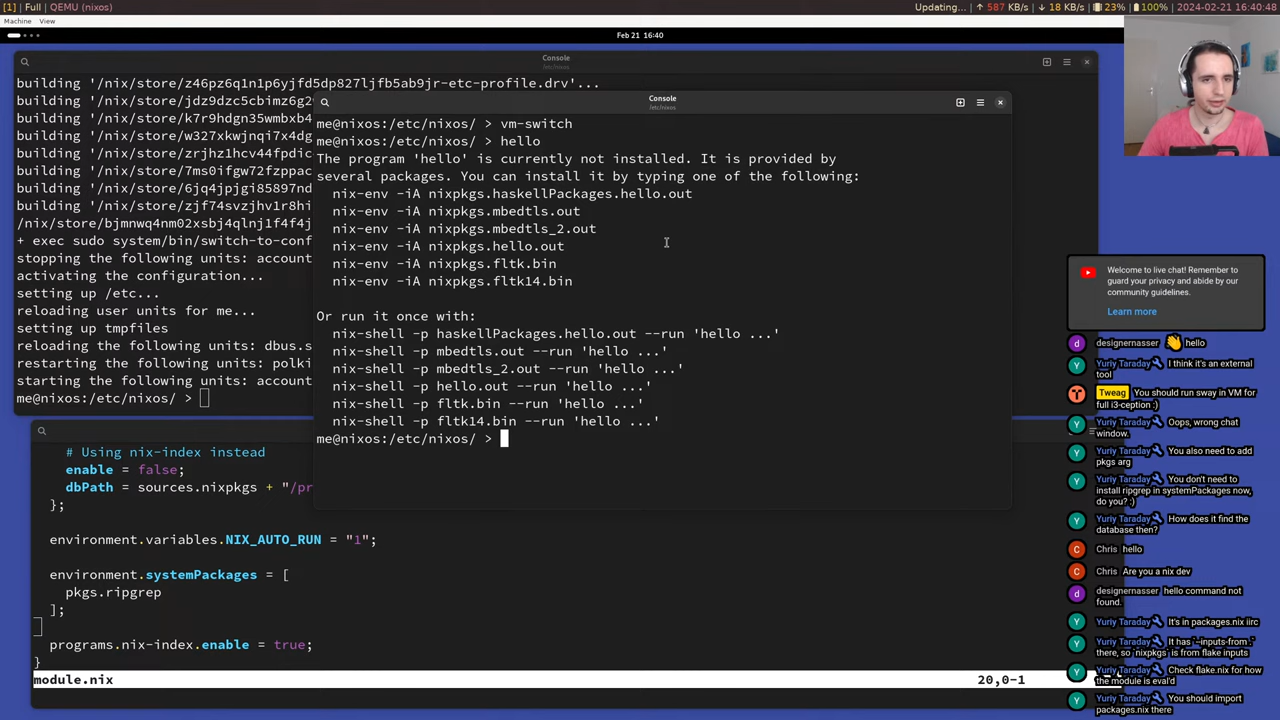 [1] | Full | QEMU (nixos)
Updating... | ↑ 587 KB/s | ↓ 18 KB/s | 23% | 100% | 2024-02-21 16:40:48
Machine View
Feb 21 16:40
Console
/etc/nixos
building '/nix/store/z46pz6q1n1p6yjfd5dp827ljfb5ab9jr-etc-profile.drv'...
building '/nix/store/jdz9dzc5cbimz6g2
building '/nix/store/k7r9hdgn35wmbxb4
building '/nix/store/w327xkwjnqi7x4g
building '/nix/store/zrjhz1hcv44fpdi
building '/nix/store/7ms0ifgw72fzppa
building '/nix/store/6jq4jpjgi85897nd
building '/nix/store/zjf74svzjhv1r8hi
/nix/store/bjmnwq4nm02xsbj4qlnj1f4f4j
+ exec sudo system/bin/switch-to-conf
stopping the following units: account
activating the configuration...
setting up /etc...
reloading user units for me...
setting up tmpfiles
reloading the following units: dbus.s
restarting the following units: polki
starting the following units: account
me@nixos:/etc/nixos/ >
Console
/etc/nixos
me@nixos:/etc/nixos/ > vm-switch
me@nixos:/etc/nixos/ > hello
The program 'hello' is currently not installed. It is provided by
several packages. You can install it by typing one of the following:
nix-env -iA nixpkgs.haskellPackages.hello.out
nix-env -iA nixpkgs.mbedtls.out
nix-env -iA nixpkgs.mbedtls_2.out
nix-env -iA nixpkgs.hello.out
nix-env -iA nixpkgs.fltk.bin
nix-env -iA nixpkgs.fltk14.bin
Or run it once with:
nix-shell -p haskellPackages.hello.out --run 'hello ...'
nix-shell -p mbedtls.out --run 'hello ...'
nix-shell -p mbedtls_2.out --run 'hello ...'
nix-shell -p hello.out --run 'hello ...'
nix-shell -p fltk.bin --run 'hello ...'
nix-shell -p fltk14.bin --run 'hello ...'
me@nixos:/etc/nixos/ >
# Using nix-index instead
enable = false;
dbPath = sources.nixpkgs + "/pr
};
environment.variables.NIX_AUTO_RUN = "1";
environment.systemPackages = [
pkgs.ripgrep
];
programs.nix-index.enable = true;
}
module.nix
20,0-1
Welcome to live chat! Remember to
guard your privacy and abide by our
community guidelines.
Learn more
d designernasser 👋 hello
Y Yuriy Taraday I think it's an external
tool
Tweag You should run sway in VM for
full i3-ception :)
Y Yuriy Taraday Oops, wrong chat
window.
Y Yuriy Taraday You also need to add
pkgs arg
Y Yuriy Taraday You don't need to
install ripgrep in systemPackages now,
do you? ;)
Y Yuriy Taraday How does it find the
database then?
C Chris hello
C Chris Are you a nix dev
d designernasser hello command not
found.
Y Yuriy Taraday It's in packages.nix iirc
Y Yuriy Taraday It has `--inputs-from .`
there, so `nixpkgs` is from flake inputs
Y Yuriy Taraday Check flake.nix for how
the module is eval'd
Y Yuriy Taraday You should import
packages.nix there